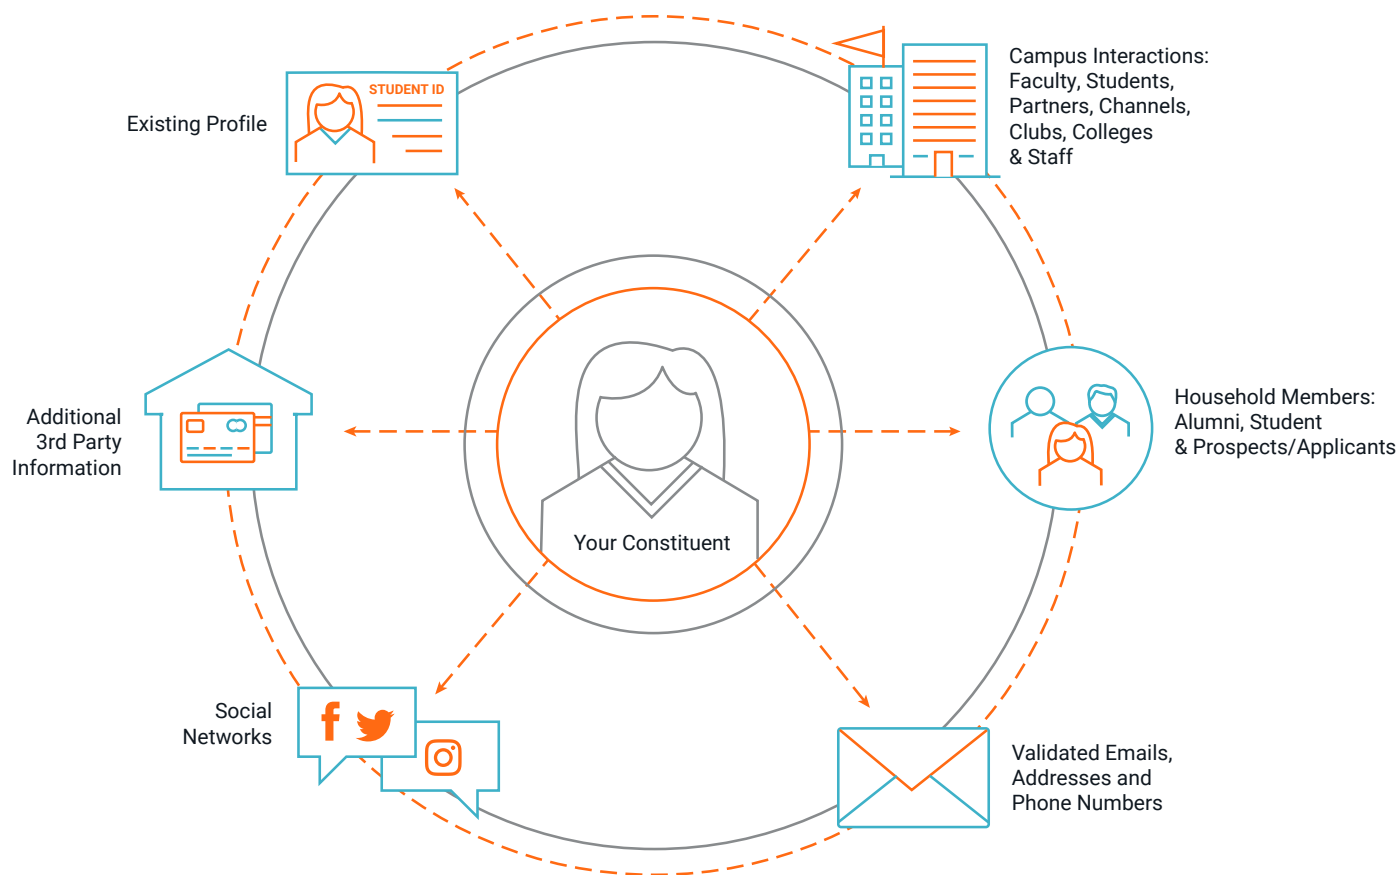 STUDENT ID
Existing Profile
Campus Interactions:
Faculty, Students,
Partners, Channels,
Clubs, Colleges
& Staff
Additional
3rd Party
Information
Household Members:
Alumni, Student
& Prospects/Applicants
Your Constituent
Social
Networks
Validated Emails,
Addresses and
Phone Numbers